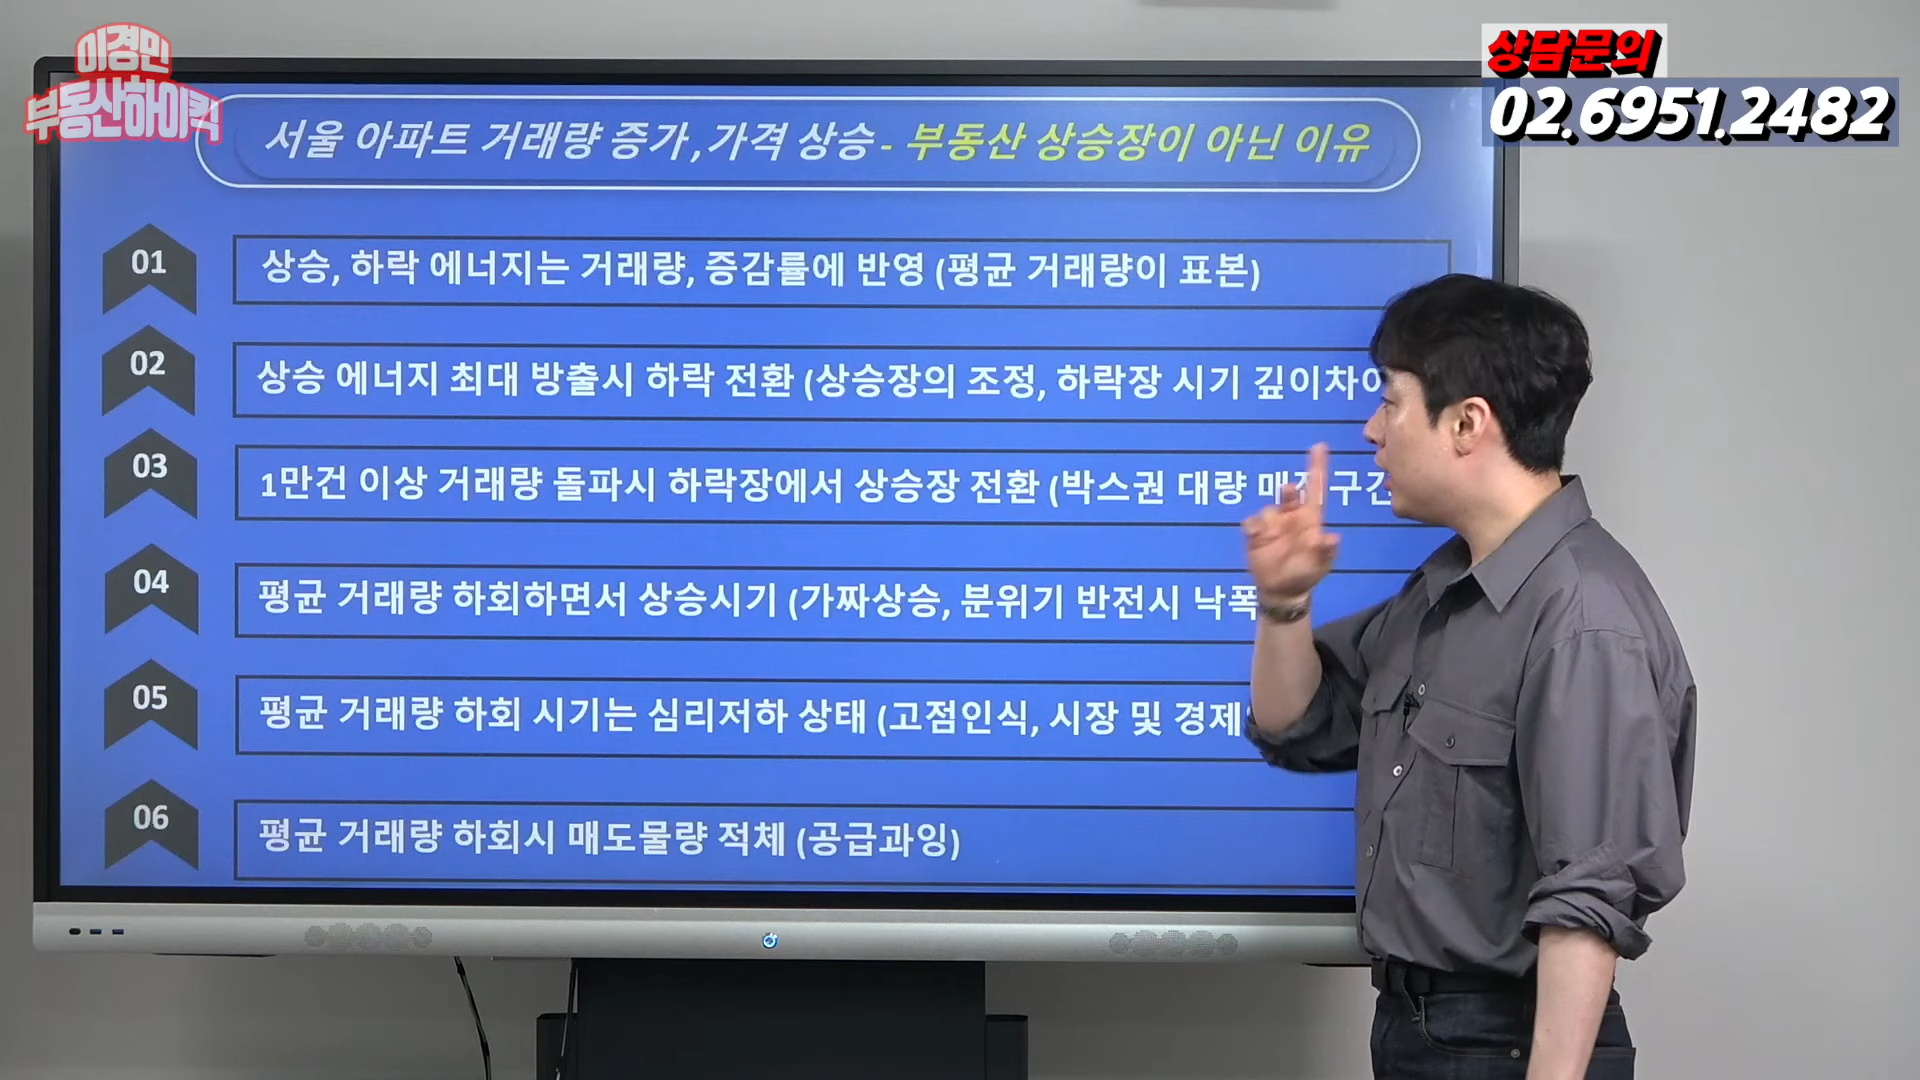 이경민
부동산하이킥
상담문의
02.6951.2482
서울 아파트 거래량 증가,가격 상승 - 부동산 상승장이 아닌 이유
01
상승, 하락 에너지는 거래량, 증감률에 반영 (평균 거래량이 표본)
02
상승 에너지 최대 방출시 하락 전환 (상승장의 조정, 하락장 시기
03
1만건 이상 거래량 돌파시 하락장에서 상승장 전환 (박스권 대량
04
평균 거래량 하회하면서 상승시기 (가짜상승, 분위기 반전시 낙폭
05
평균 거래량 하회 시기는 심리저하 상태 (고점인식, 시장 및 경제
06
평균 거래량 하회시 매도물량 적체 (공급과잉)